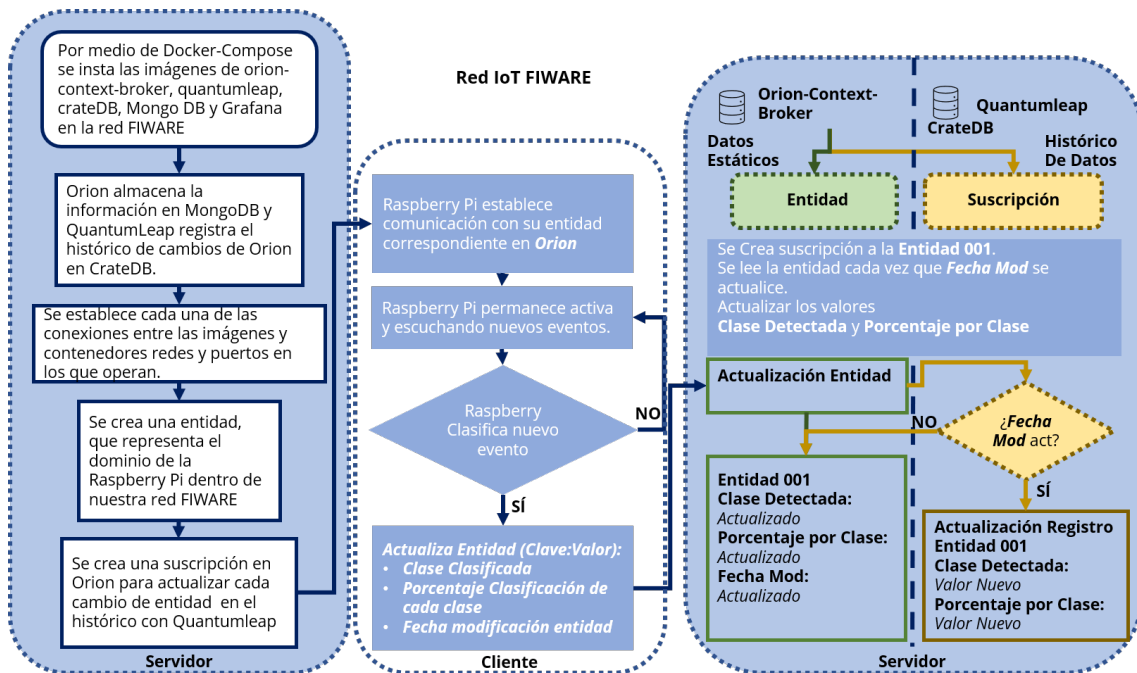 Por medio de Docker-Compose
se insta las imágenes de orion-
context-broker, quantumleap,
crateDB, Mongo DB y Grafana
en la red FIWARE
Orion almacena la
información en MongoDB y
QuantumLeap registra el
histórico de cambios de Orion
en CrateDB.
Se establece cada una de las
conexiones entre las imágenes y
contenedores redes y puertos en
los que operan.
Se crea una entidad,
que representa el
dominio de la
Raspberry Pi dentro de
nuestra red FIWARE
Se crea una suscripción en
Orion para actualizar cada
cambio de entidad en el
histórico con Quantumleap
Servidor
Red IoT FIWARE
Raspberry Pi establece
comunicación con su entidad
correspondiente en Orion
Raspberry Pi permanece activa
y escuchando nuevos eventos.
Raspberry
Clasifica nuevo
evento
NO
SÍ
Actualiza Entidad (Clave:Valor):
• Clase Clasificada
• Porcentaje Clasificación de
cada clase
• Fecha modificación entidad
Cliente
Orion-Context-
Broker
Quantumleap
CrateDB
Datos
Estáticos
Histórico
De Datos
Entidad
Suscripción
Se Crea suscripción a la Entidad 001.
Se lee la entidad cada vez que Fecha Mod se
actualice.
Actualizar los valores
Clase Detectada y Porcentaje por Clase
Actualización Entidad
¿Fecha
Mod act?
NO
SÍ
Entidad 001
Clase Detectada:
Actualizado
Porcentaje por Clase:
Actualizado
Fecha Mod:
Actualizado
Actualización Registro
Entidad 001
Clase Detectada:
Valor Nuevo
Porcentaje por Clase:
Valor Nuevo
Servidor